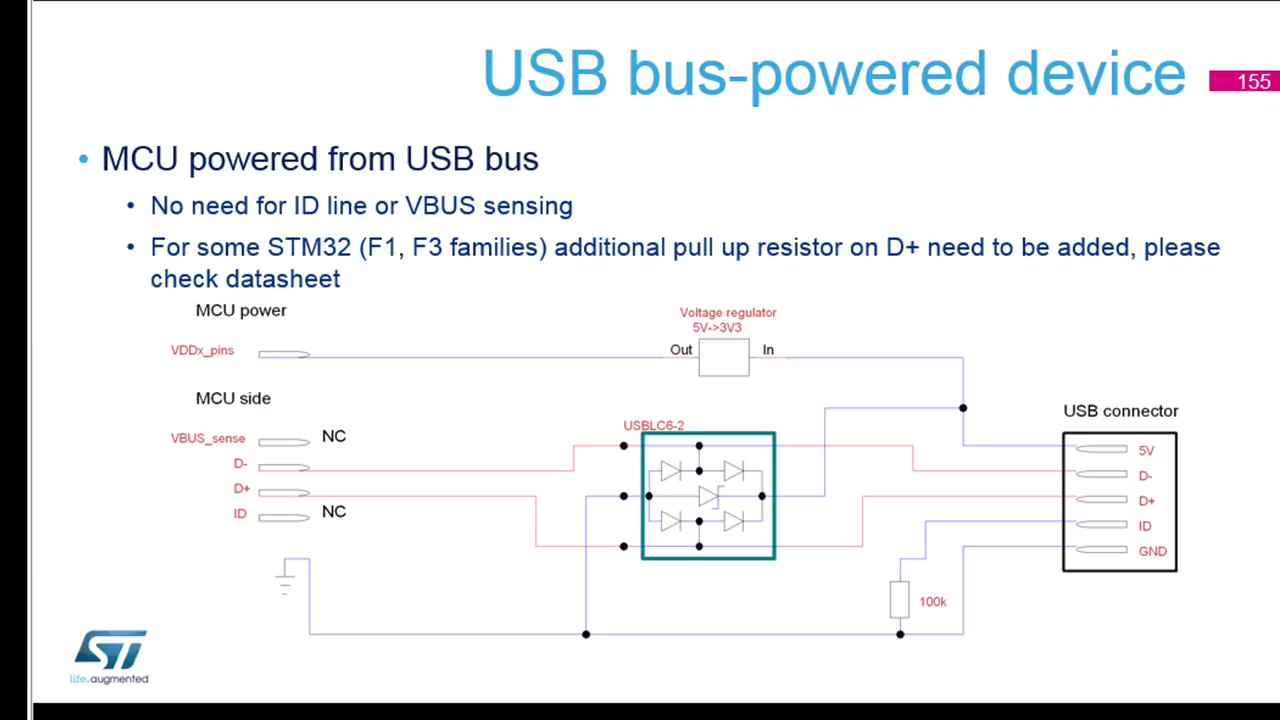 USB bus-powered device
155
• MCU powered from USB bus
• No need for ID line or VBUS sensing
• For some STM32 (F1, F3 families) additional pull up resistor on D+ need to be added, please
check datasheet
MCU power
Voltage regulator
5V->3V3
VDDx_pins
Out
In
MCU side
USB connector
USBLC6-2
VBUS_sense
NC
5V
D-
D-
D+
D+
ID
NC
ID
GND
100k
ST
life.augmented